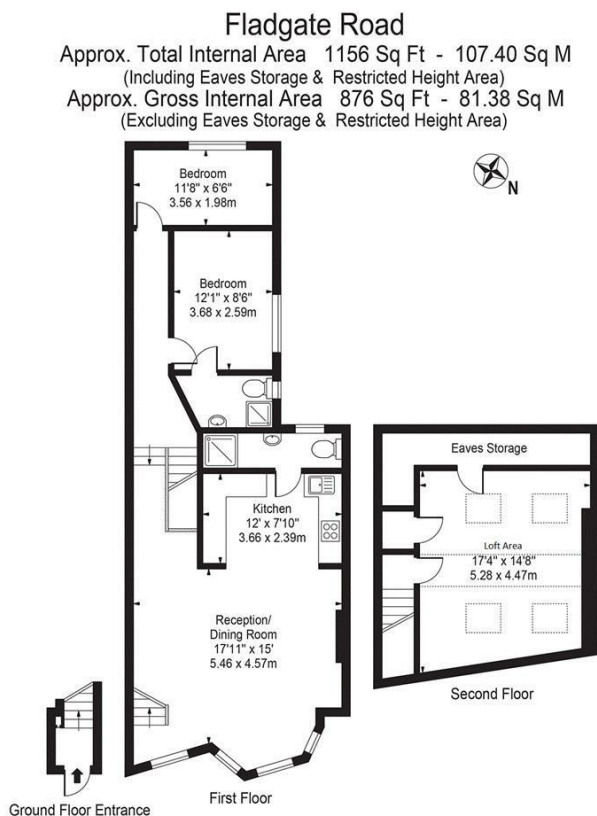 Fladgate Road
Approx. Total Internal Area 1156 Sq Ft - 107.40 Sq M
(Including Eaves Storage & Restricted Height Area)
Approx. Gross Internal Area 876 Sq Ft - 81.38 Sq M
(Excluding Eaves Storage & Restricted Height Area)
N
Bedroom
11'8" x 6'6"
3.56 x 1.98m
Bedroom
12'1" x 8'6"
3.68 x 2.59m
Kitchen
12' x 7'10"
3.66 x 2.39m
Reception/
Dining Room
17'11" x 15'
5.46 x 4.57m
Eaves Storage
Loft Area
17'4" x 14'8"
5.28 x 4.47m
Second Floor
First Floor
Ground Floor Entrance